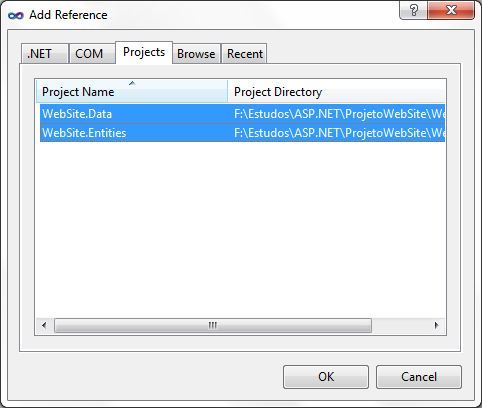 Add Reference
.NET COM Projects Browse Recent
Project Name Project Directory
WebSite.Data F:\Estudos\ASP.NET\ProjetoWebSite\We
WebSite.Entities F:\Estudos\ASP.NET\ProjetoWebSite\We
OK Cancel